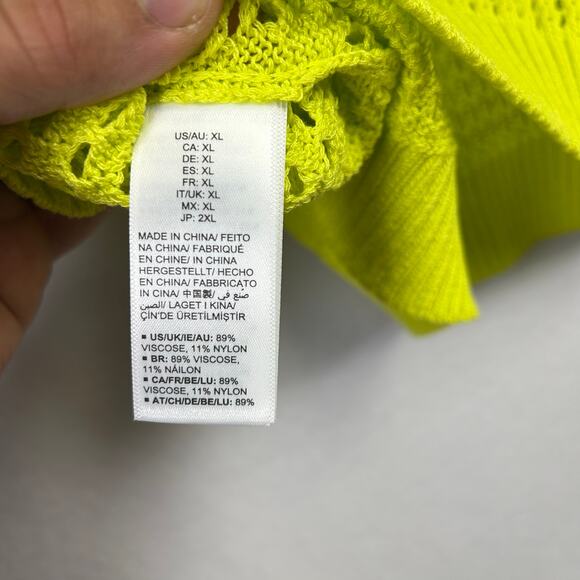 US/AU: XL
CA: XL
DE: XL
ES: XL
FR: XL
IT/UK: XL
MX: XL
JP: 2XL
MADE IN CHINA/ FEITO
NA CHINA/ FABRIQUÉ
EN CHINE/ IN CHINA
HERGESTELLT/ HECHO
EN CHINA/ FABBRICATO
IN CINA/ 中国製/ صنع في
الصين/ LAGET I KINA/
ÇİN'DE ÜRETİLMİŞTİR
▪ US/UK/IE/AU: 89%
VISCOSE, 11% NYLON
▪ BR: 89% VISCOSE,
11% NÁILON
▪ CA/FR/BE/LU: 89%
VISCOSE, 11% NYLON
▪ AT/CH/DE/BE/LU: 89%